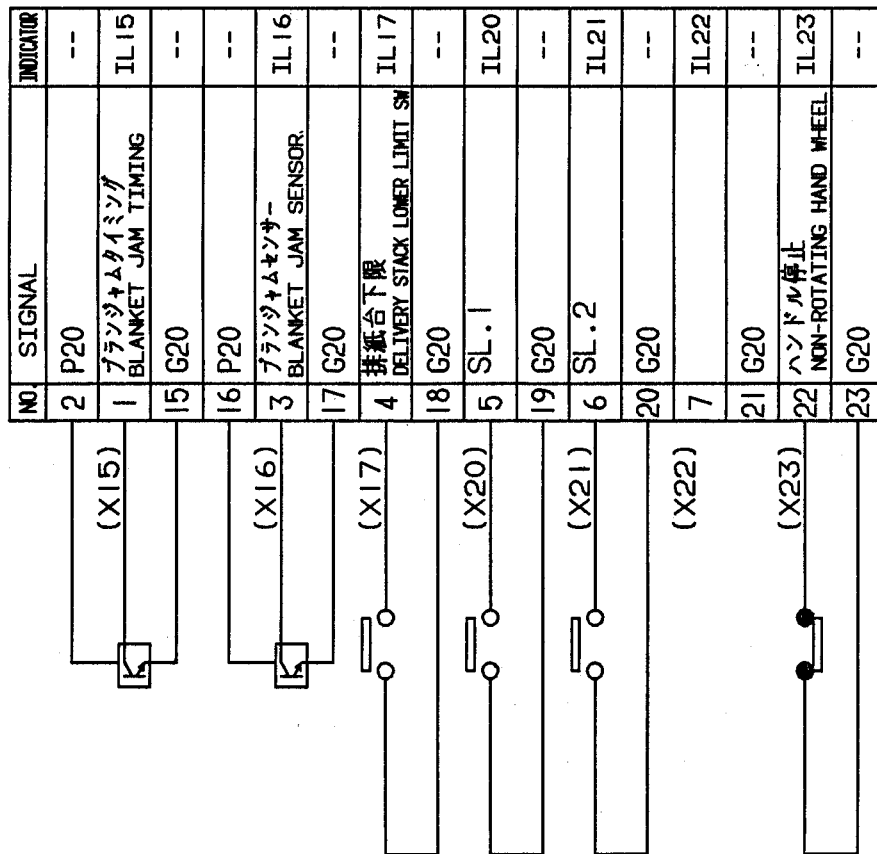 NO. SIGNAL INDICATOR
2 P20 --
1 ブランジャムタイミング IL15
BLANKET JAM TIMING
15 G20 --
16 P20 --
3 ブランジャムセンサー IL16
BLANKET JAM SENSOR.
17 G20 --
4 排紙台下限 IL17
DELIVERY STACK LOWER LIMIT SW
18 G20 --
5 SL.1 IL20
19 G20 --
6 SL.2 IL21
20 G20 --
7 IL22
21 G20 --
22 ハンドル停止 IL23
NON-ROTATING HAND WHEEL
23 G20 --
(X15)
(X16)
(X17)
(X20)
(X21)
(X22)
(X23)